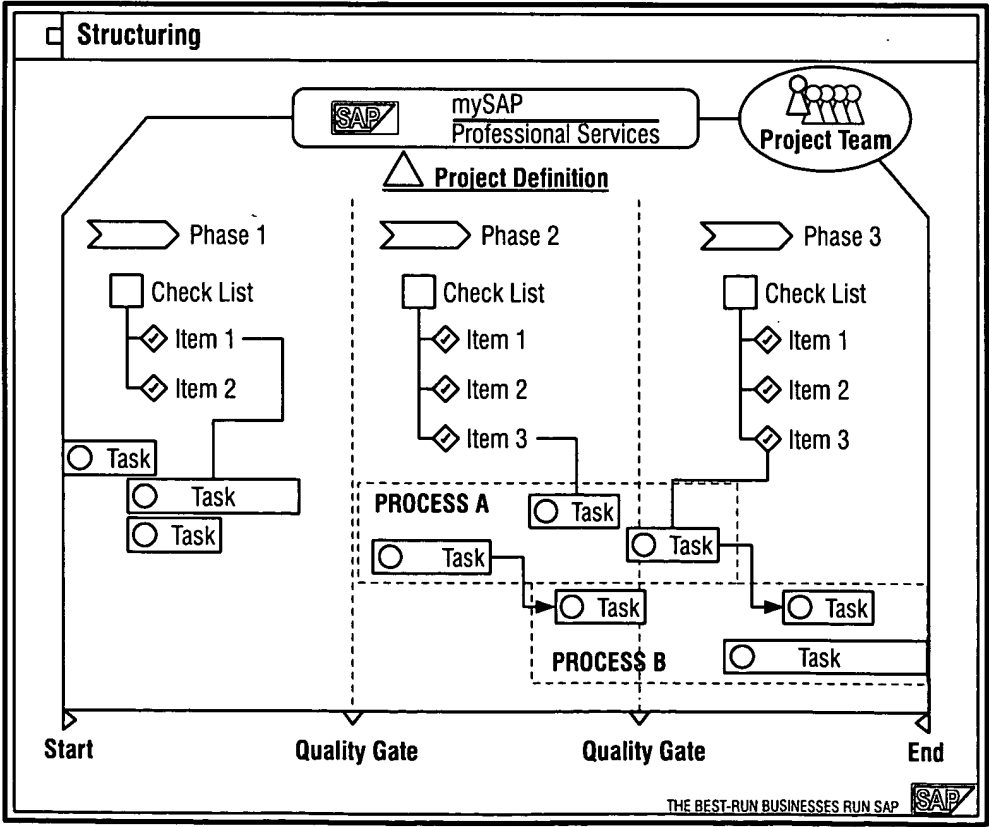 Structuring
SAP
mySAP
Professional Services
Project Team
Project Definition
Phase 1
Check List
Item 1
Item 2
Task
Task
Task
Phase 2
Check List
Item 1
Item 2
Item 3
Phase 3
Check List
Item 1
Item 2
Item 3
PROCESS A
Task
Task
Task
Task
Task
PROCESS B
Task
Start
Quality Gate
Quality Gate
End
THE BEST-RUN BUSINESSES RUN SAP
SAP